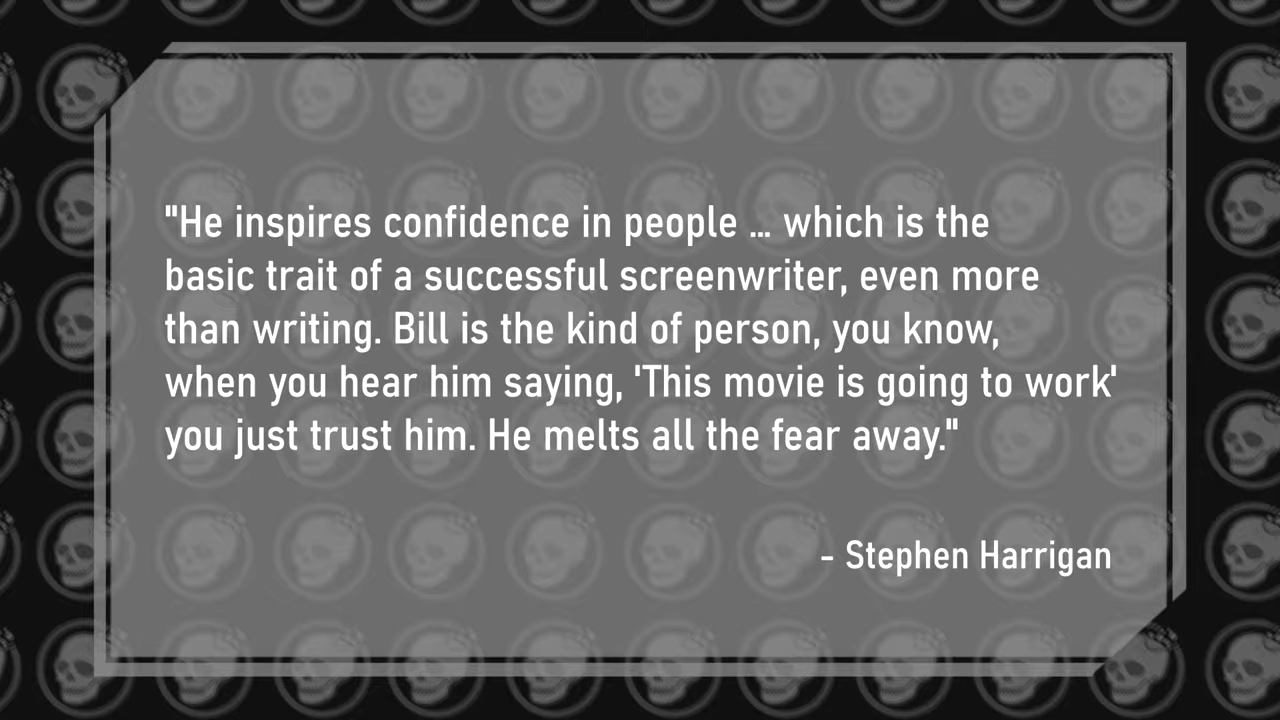 "He inspires confidence in people ... which is the
basic trait of a successful screenwriter, even more
than writing. Bill is the kind of person, you know,
when you hear him saying, 'This movie is going to work'
you just trust him. He melts all the fear away."
- Stephen Harrigan